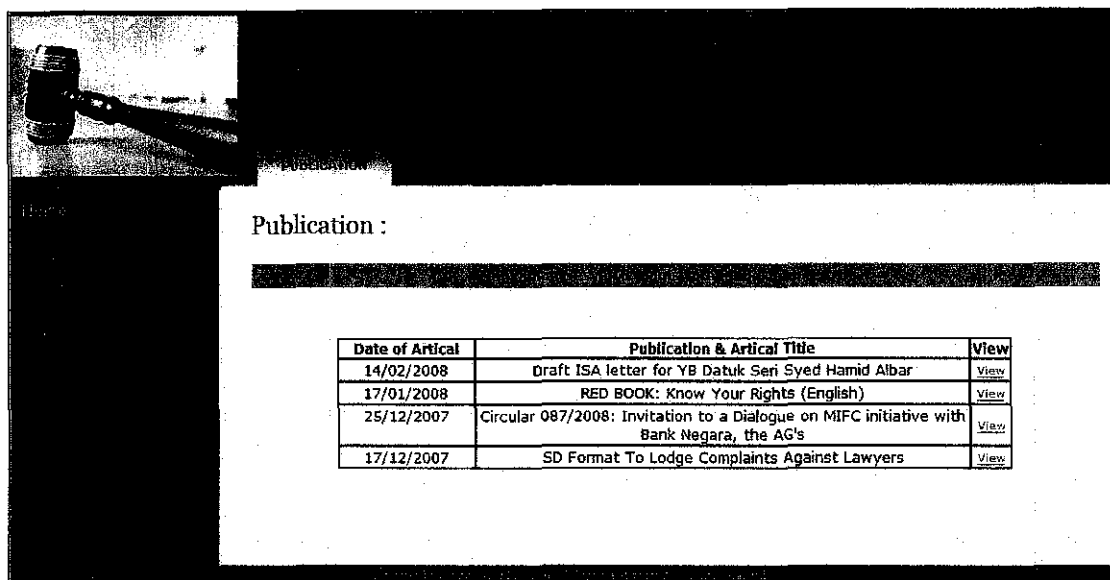 PUBLICATION
Home
Publication :
Date of Artical Publication & Artical Title View
14/02/2008 Draft ISA letter for YB Datuk Seri Syed Hamid Albar View
17/01/2008 RED BOOK: Know Your Rights (English) View
25/12/2007 Circular 087/2008: Invitation to a Dialogue on MIFC initiative with View
Bank Negara, the AG's
17/12/2007 SD Format To Lodge Complaints Against Lawyers View